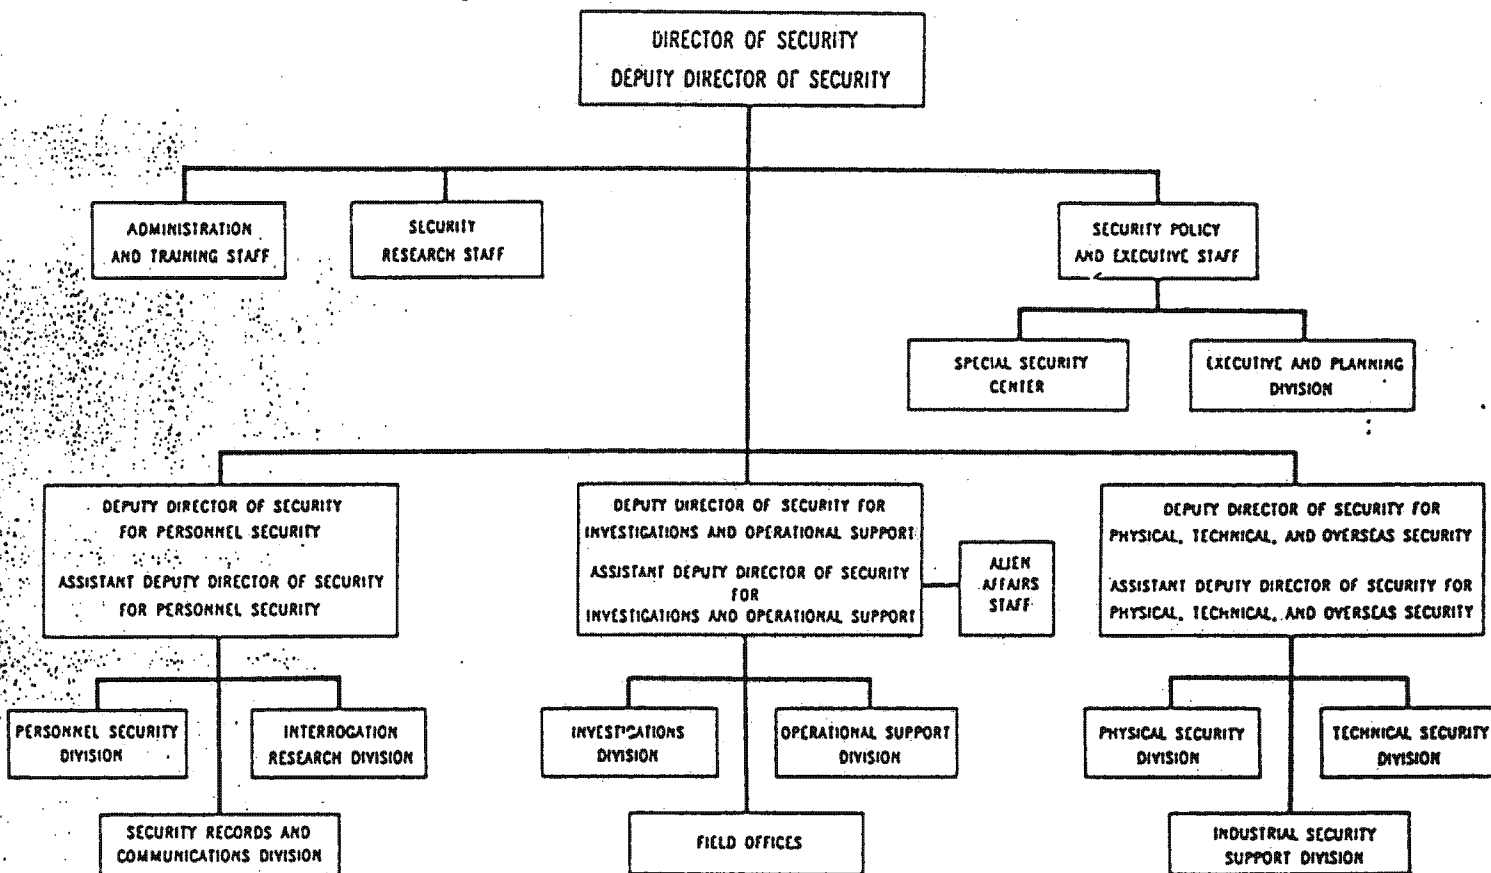 DIRECTOR OF SECURITY
DEPUTY DIRECTOR OF SECURITY
ADMINISTRATION
AND TRAINING STAFF
SECURITY
RESEARCH STAFF
SECURITY POLICY
AND EXECUTIVE STAFF
SPECIAL SECURITY
CENTER
EXECUTIVE AND PLANNING
DIVISION
DEPUTY DIRECTOR OF SECURITY
FOR PERSONNEL SECURITY
ASSISTANT DEPUTY DIRECTOR OF SECURITY
FOR PERSONNEL SECURITY
DEPUTY DIRECTOR OF SECURITY FOR
INVESTIGATIONS AND OPERATIONAL SUPPORT
ASSISTANT DEPUTY DIRECTOR OF SECURITY
FOR
INVESTIGATIONS AND OPERATIONAL SUPPORT
ALIEN
AFFAIRS
STAFF
DEPUTY DIRECTOR OF SECURITY FOR
PHYSICAL, TECHNICAL, AND OVERSEAS SECURITY
ASSISTANT DEPUTY DIRECTOR OF SECURITY FOR
PHYSICAL, TECHNICAL, AND OVERSEAS SECURITY
PERSONNEL SECURITY
DIVISION
INTERROGATION
RESEARCH DIVISION
INVESTIGATIONS
DIVISION
OPERATIONAL SUPPORT
DIVISION
PHYSICAL SECURITY
DIVISION
TECHNICAL SECURITY
DIVISION
SECURITY RECORDS AND
COMMUNICATIONS DIVISION
FIELD OFFICES
INDUSTRIAL SECURITY
SUPPORT DIVISION